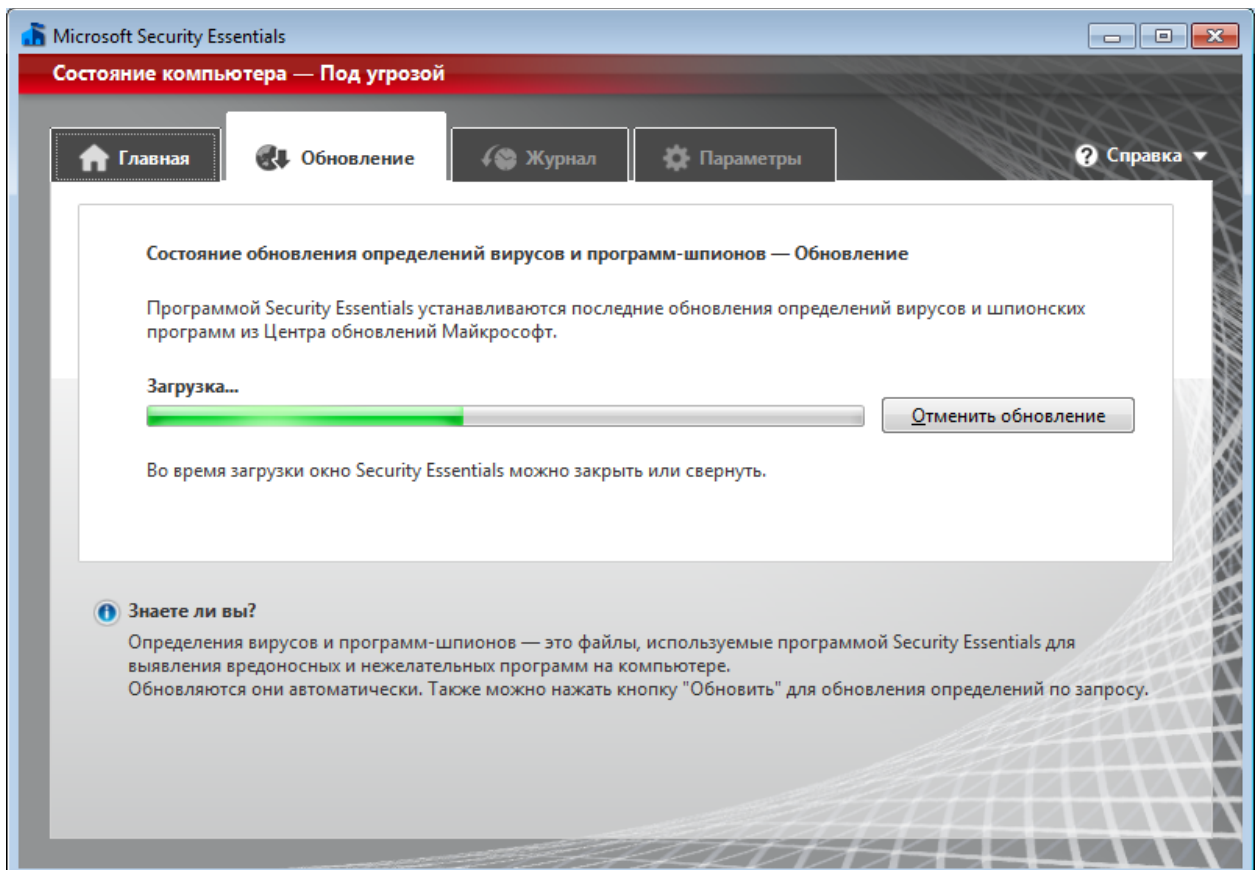 Microsoft Security Essentials
Состояние компьютера — Под угрозой
Главная
Обновление
Журнал
Параметры
Справка
Состояние обновления определений вирусов и программ-шпионов — Обновление
Программой Security Essentials устанавливаются последние обновления определений вирусов и шпионских
программ из Центра обновлений Майкрософт.
Загрузка...
Отменить обновление
Во время загрузки окно Security Essentials можно закрыть или свернуть.
Знаете ли вы?
Определения вирусов и программ-шпионов — это файлы, используемые программой Security Essentials для
выявления вредоносных и нежелательных программ на компьютере.
Обновляются они автоматически. Также можно нажать кнопку "Обновить" для обновления определений по запросу.